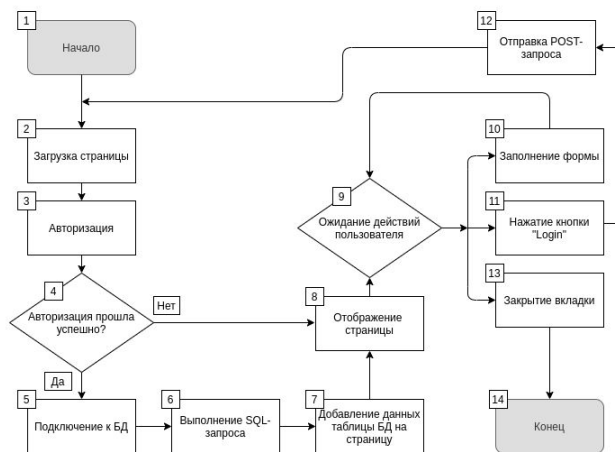 1
Начало
2
Загрузка страницы
3
Авторизация
4
Авторизация прошла
успешно?
Нет
Да
5
Подключение к БД
6
Выполнение SQL-
запроса
7
Добавление данных
таблицы БД на
страницу
8
Отображение
страницы
9
Ожидание действий
пользователя
10
Заполнение формы
11
Нажатие кнопки
"Login"
12
Отправка POST-
запроса
13
Закрытие вкладки
14
Конец